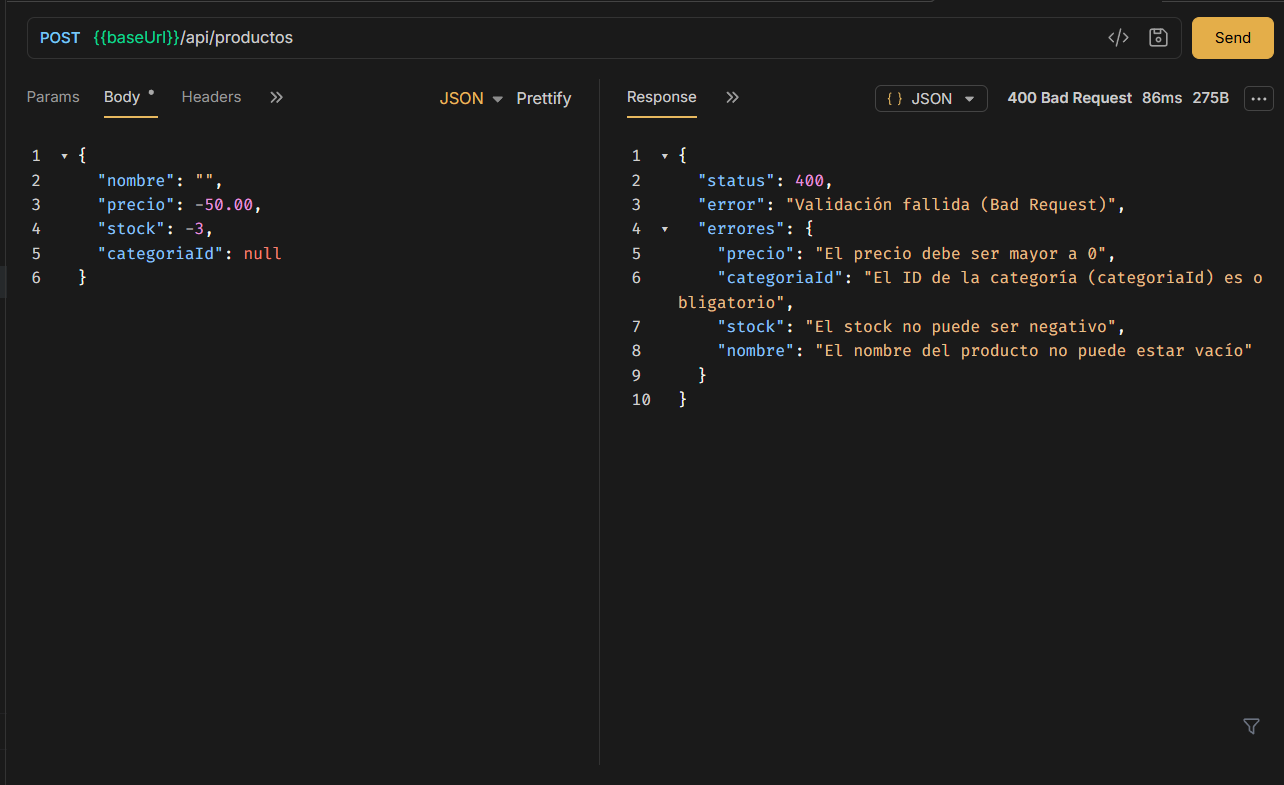 POST {{baseUrl}}/api/productos </> Send
Params Body Headers JSON Prettify
1 {
2 "nombre": "",
3 "precio": -50.00,
4 "stock": -3,
5 "categoriaId": null
6 }
Response { } JSON 400 Bad Request 86ms 275B ...
1 {
2 "status": 400,
3 "error": "Validación fallida (Bad Request)",
4 "errores": {
5 "precio": "El precio debe ser mayor a 0",
6 "categoriaId": "El ID de la categoría (categoriaId) es o
bligatorio",
7 "stock": "El stock no puede ser negativo",
8 "nombre": "El nombre del producto no puede estar vacío"
9 }
10 }